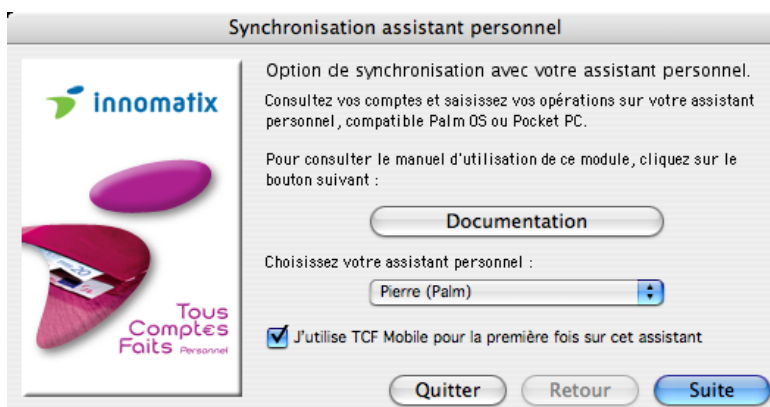 Synchronisation assistant personnel
innomatix
Tous
Comptes
Faits Personnel
Option de synchronisation avec votre assistant personnel.
Consultez vos comptes et saisissez vos opérations sur votre assistant
personnel, compatible Palm OS ou Pocket PC.
Pour consulter le manuel d'utilisation de ce module, cliquez sur le
bouton suivant :
Documentation
Choisissez votre assistant personnel :
Pierre (Palm)
J'utilise TCF Mobile pour la première fois sur cet assistant
Quitter
Retour
Suite